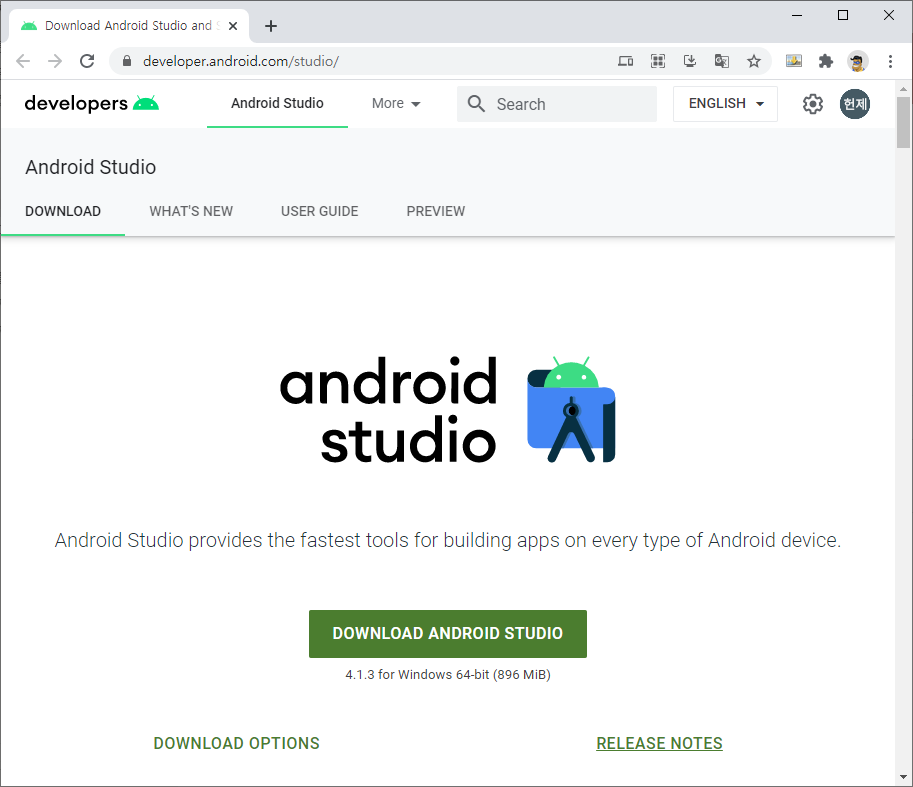 Download Android Studio and
developer.android.com/studio/
developers
Android Studio
More
Search
ENGLISH
헌제
Android Studio
DOWNLOAD
WHAT'S NEW
USER GUIDE
PREVIEW
android
studio
Android Studio provides the fastest tools for building apps on every type of Android device.
DOWNLOAD ANDROID STUDIO
4.1.3 for Windows 64-bit (896 MiB)
DOWNLOAD OPTIONS
RELEASE NOTES